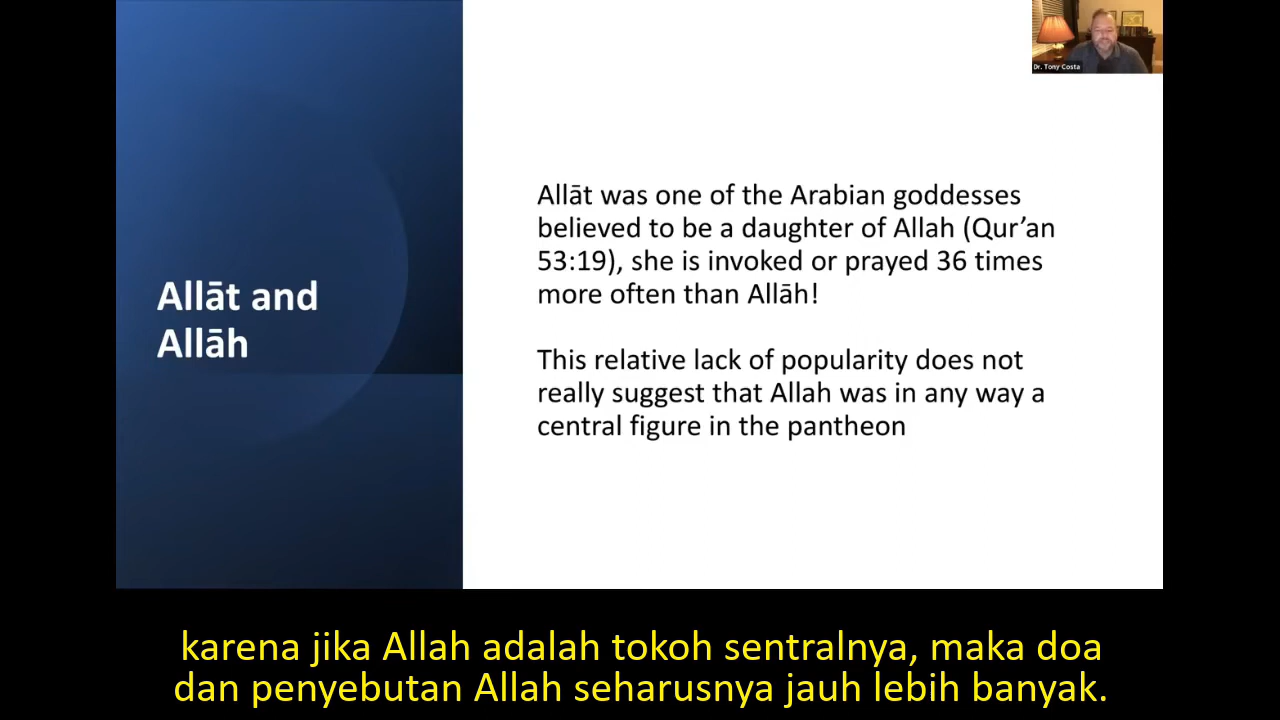 Dr. Tony Costa
Allāt and
Allāh
Allāt was one of the Arabian goddesses
believed to be a daughter of Allah (Qur’an
53:19), she is invoked or prayed 36 times
more often than Allāh!
This relative lack of popularity does not
really suggest that Allah was in any way a
central figure in the pantheon
karena jika Allah adalah tokoh sentralnya, maka doa
dan penyebutan Allah seharusnya jauh lebih banyak.